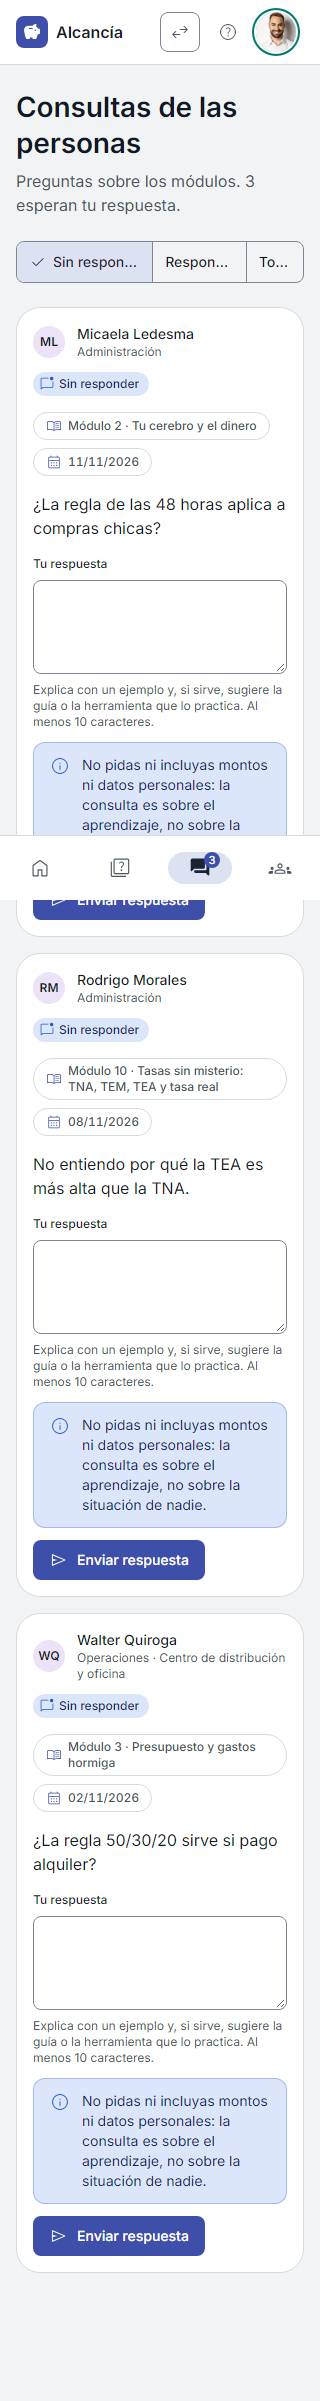 Alcancía
Consultas de las
personas
Preguntas sobre los módulos. 3
esperan tu respuesta.
Sin respon...
Respon...
To...
ML
Micaela Ledesma
Administración
Sin responder
Módulo 2 · Tu cerebro y el dinero
11/11/2026
¿La regla de las 48 horas aplica a
compras chicas?
Tu respuesta
Explica con un ejemplo y, si sirve, sugiere la
guía o la herramienta que lo practica. Al
menos 10 caracteres.
No pidas ni incluyas montos
ni datos personales: la
consulta es sobre el
aprendizaje, no sobre la
3
Enviar respuesta
RM
Rodrigo Morales
Administración
Sin responder
Módulo 10 · Tasas sin misterio:
TNA, TEM, TEA y tasa real
08/11/2026
No entiendo por qué la TEA es
más alta que la TNA.
Tu respuesta
Explica con un ejemplo y, si sirve, sugiere la
guía o la herramienta que lo practica. Al
menos 10 caracteres.
No pidas ni incluyas montos
ni datos personales: la
consulta es sobre el
aprendizaje, no sobre la
situación de nadie.
Enviar respuesta
WQ
Walter Quiroga
Operaciones · Centro de distribución
y oficina
Sin responder
Módulo 3 · Presupuesto y gastos
hormiga
02/11/2026
¿La regla 50/30/20 sirve si pago
alquiler?
Tu respuesta
Explica con un ejemplo y, si sirve, sugiere la
guía o la herramienta que lo practica. Al
menos 10 caracteres.
No pidas ni incluyas montos
ni datos personales: la
consulta es sobre el
aprendizaje, no sobre la
situación de nadie.
Enviar respuesta